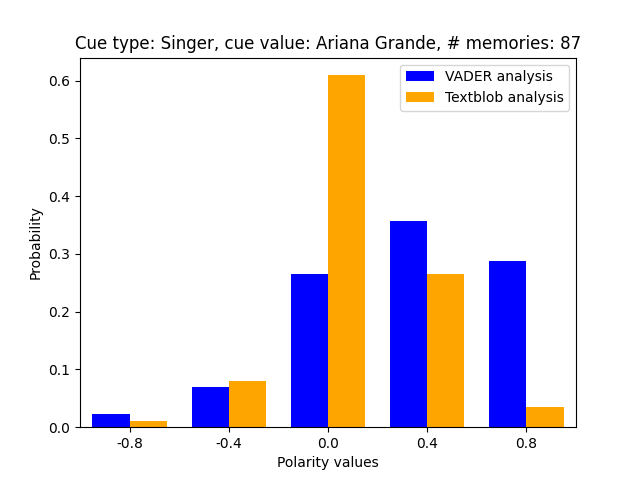 Cue type: Singer, cue value: Ariana Grande, # memories: 87
VADER analysis
Textblob analysis
0.6
0.5
0.4
0.3
0.2
0.1
0.0
Probability
-0.8 -0.4 0.0 0.4 0.8
Polarity values